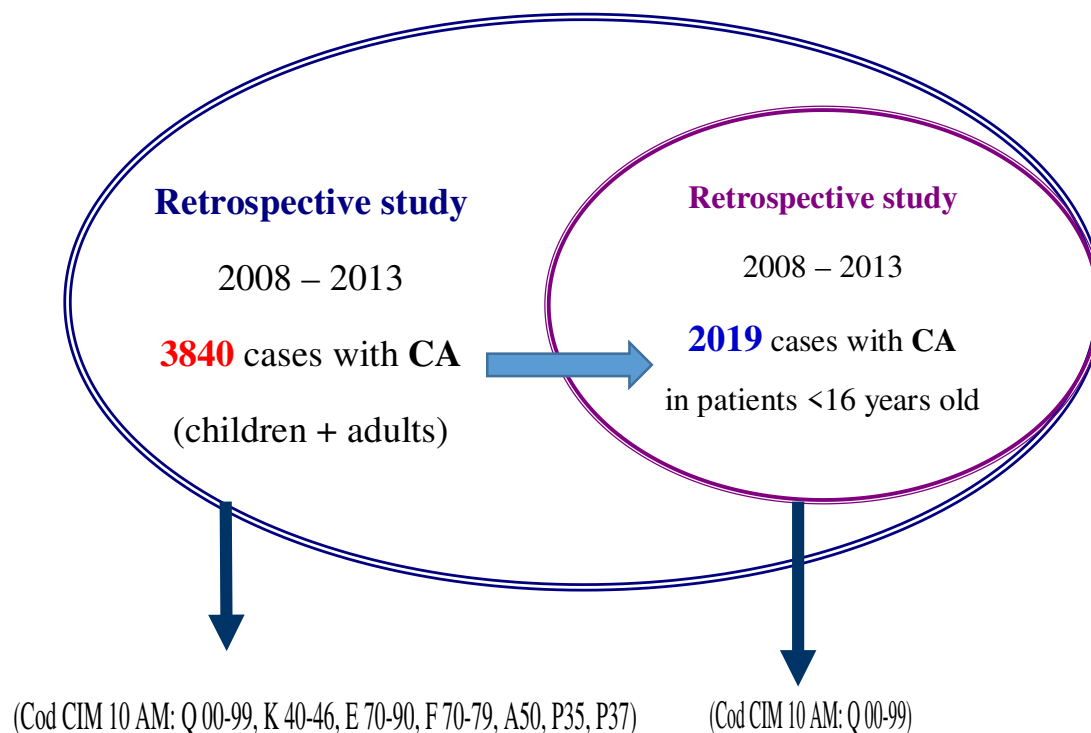 Retrospective study
2008 – 2013
3840 cases with CA
(children + adults)
Retrospective study
2008 – 2013
2019 cases with CA
in patients <16 years old
(Cod CIM 10 AM: Q 00-99, K 40-46, E 70-90, F 70-79, A50, P35, P37)
(Cod CIM 10 AM: Q 00-99)